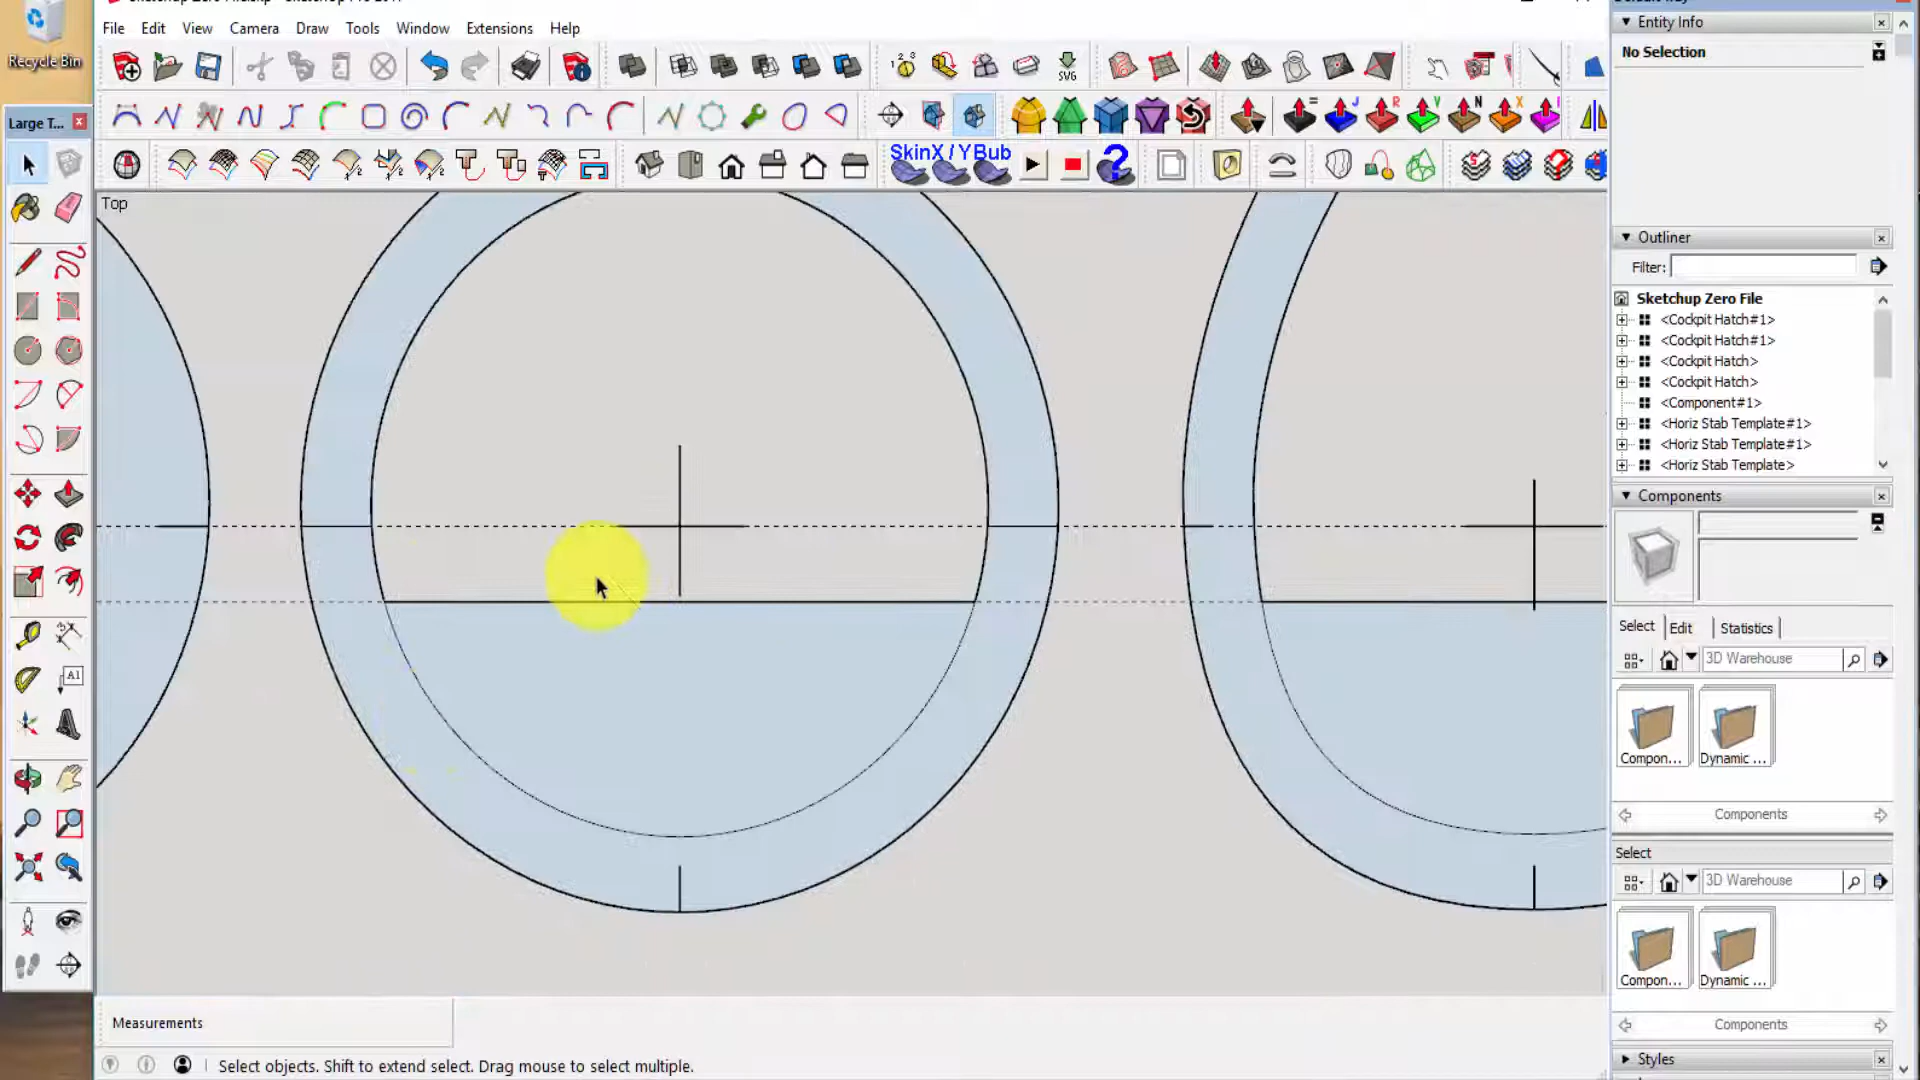 Recycle Bin
File Edit View Camera Draw Tools Window Extensions Help
Entity Info
No Selection
SVG
J R V N X
Large T...
SkinX / YBub
Top
Outliner
Filter:
Sketchup Zero File
<Cockpit Hatch#1>
<Cockpit Hatch#1>
<Cockpit Hatch>
<Cockpit Hatch>
<Component#1>
<Horiz Stab Template#1>
<Horiz Stab Template#1>
<Horiz Stab Template>
Components
Select Edit Statistics
3D Warehouse
Compon... Dynamic ...
Components
Select
3D Warehouse
Compon... Dynamic ...
Components
Styles
Measurements
Select objects. Shift to extend select. Drag mouse to select multiple.